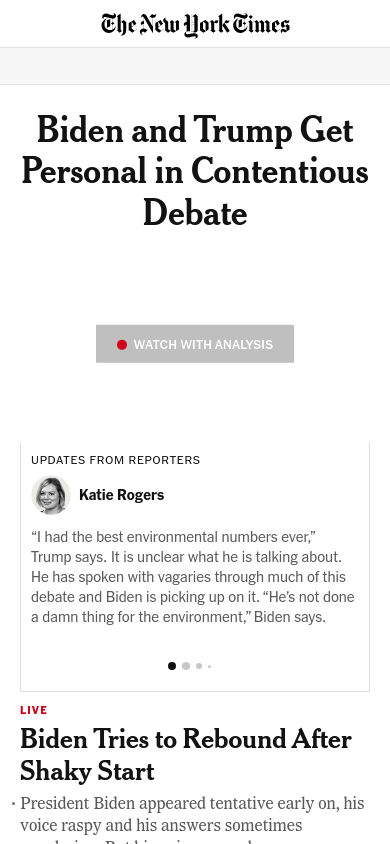 The New York Times
Biden and Trump Get
Personal in Contentious
Debate
WATCH WITH ANALYSIS
UPDATES FROM REPORTERS
Katie Rogers
“I had the best environmental numbers ever,”
Trump says. It is unclear what he is talking about.
He has spoken with vagaries through much of this
debate and Biden is picking up on it. “He’s not done
a damn thing for the environment,” Biden says.
LIVE
Biden Tries to Rebound After
Shaky Start
• President Biden appeared tentative early on, his
voice raspy and his answers sometimes